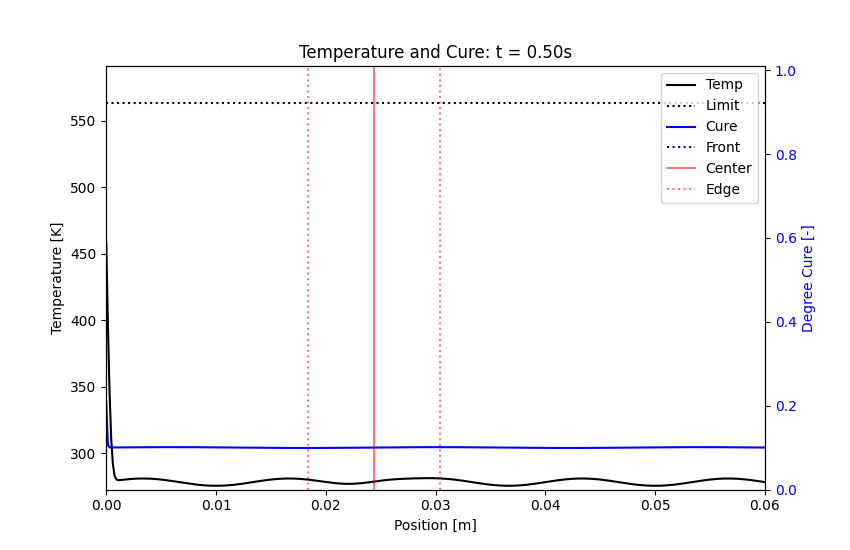 Temperature and Cure: t = 0.50s
Temperature [K]
550
500
450
400
350
300
Temp
Limit
Cure
Front
Center
Edge
1.0
0.8
0.6
0.4
0.2
0.0
Degree Cure [-]
0.00
0.01
0.02
0.03
0.04
0.05
0.06
Position [m]